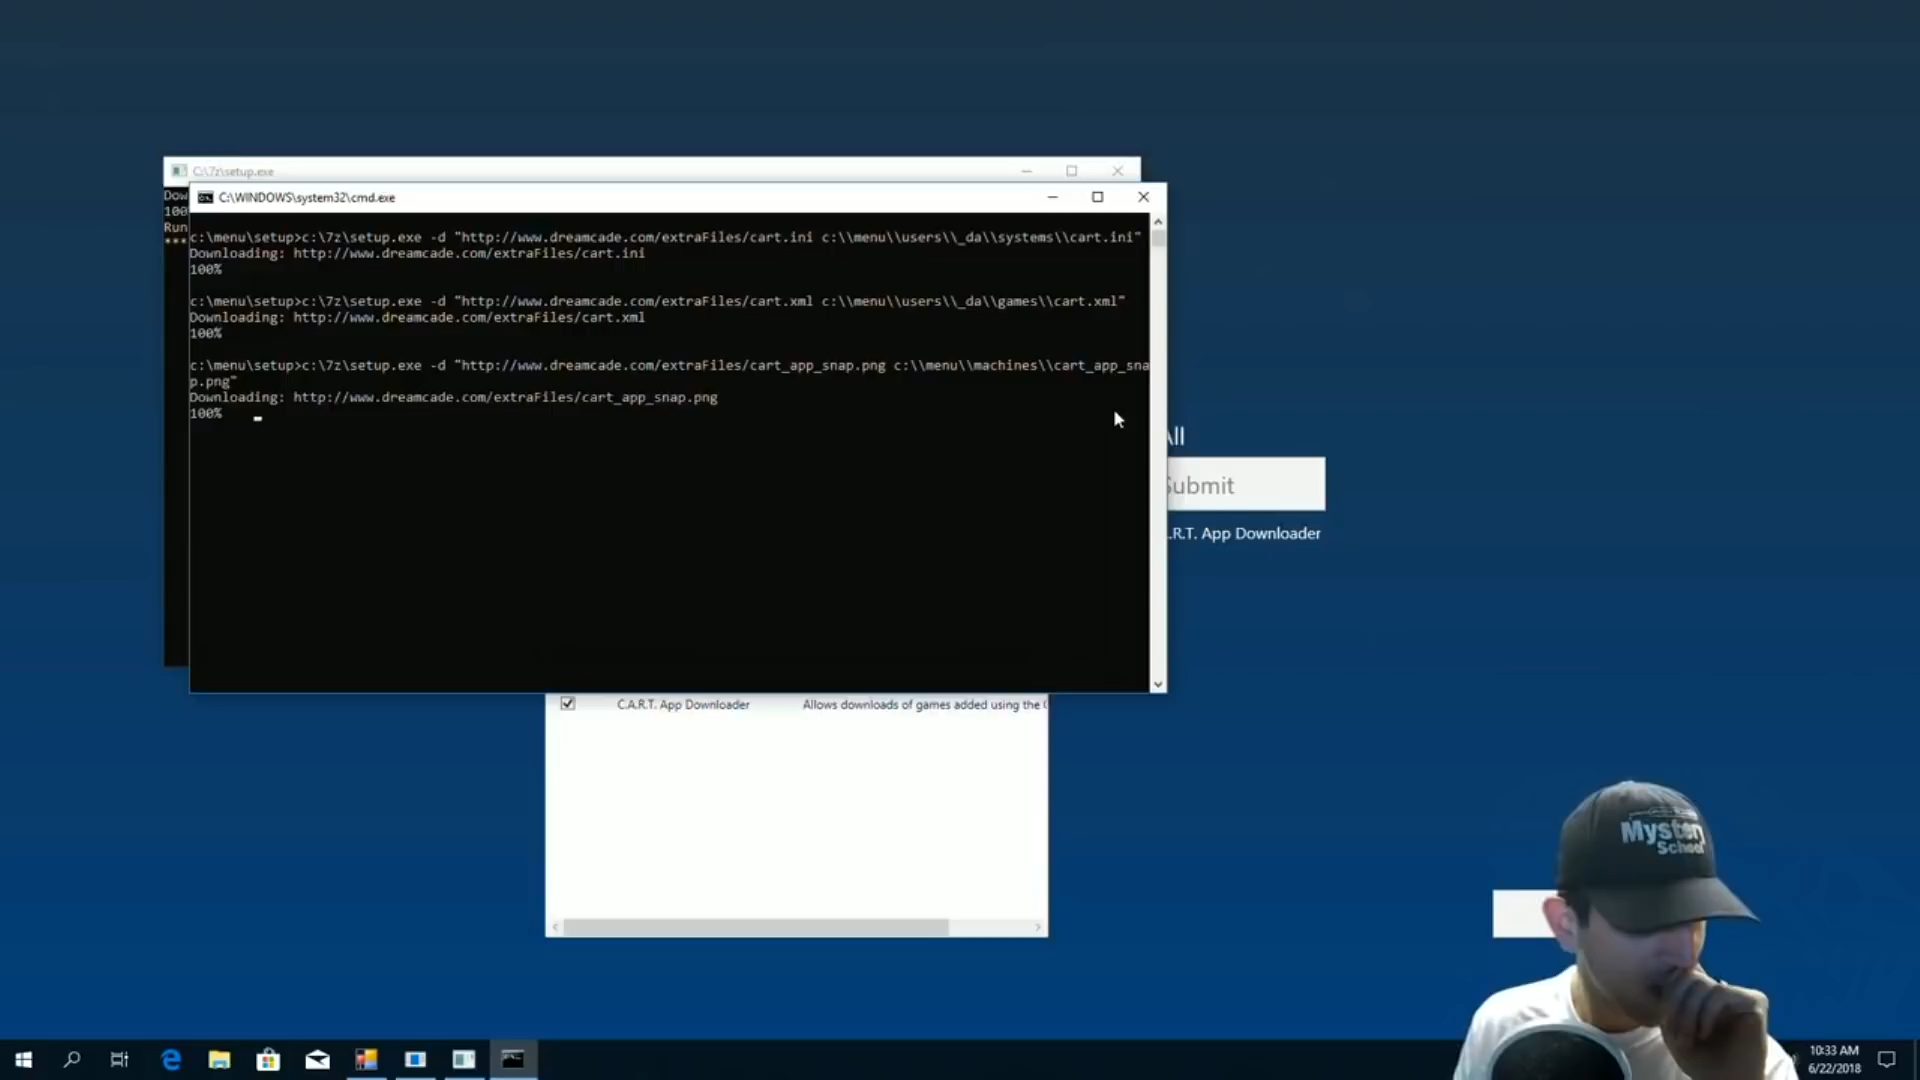 C:\7z\setup.exe
Dow
100
Run
***
C:\WINDOWS\system32\cmd.exe
c:\menu\setup>c:\7z\setup.exe -d "http://www.dreamcade.com/extraFiles/cart.ini c:\\menu\\users\\_da\\systems\\cart.ini"
Downloading: http://www.dreamcade.com/extraFiles/cart.ini
100%
c:\menu\setup>c:\7z\setup.exe -d "http://www.dreamcade.com/extraFiles/cart.xml c:\\menu\\users\\_da\\games\\cart.xml"
Downloading: http://www.dreamcade.com/extraFiles/cart.xml
100%
c:\menu\setup>c:\7z\setup.exe -d "http://www.dreamcade.com/extraFiles/cart_app_snap.png c:\\menu\\machines\\cart_app_sna
p.png"
Downloading: http://www.dreamcade.com/extraFiles/cart_app_snap.png
100%
All
Submit
.R.T. App Downloader
C.A.R.T. App Downloader Allows downloads of games added using the
Mystery
School
10:33 AM
6/22/2018